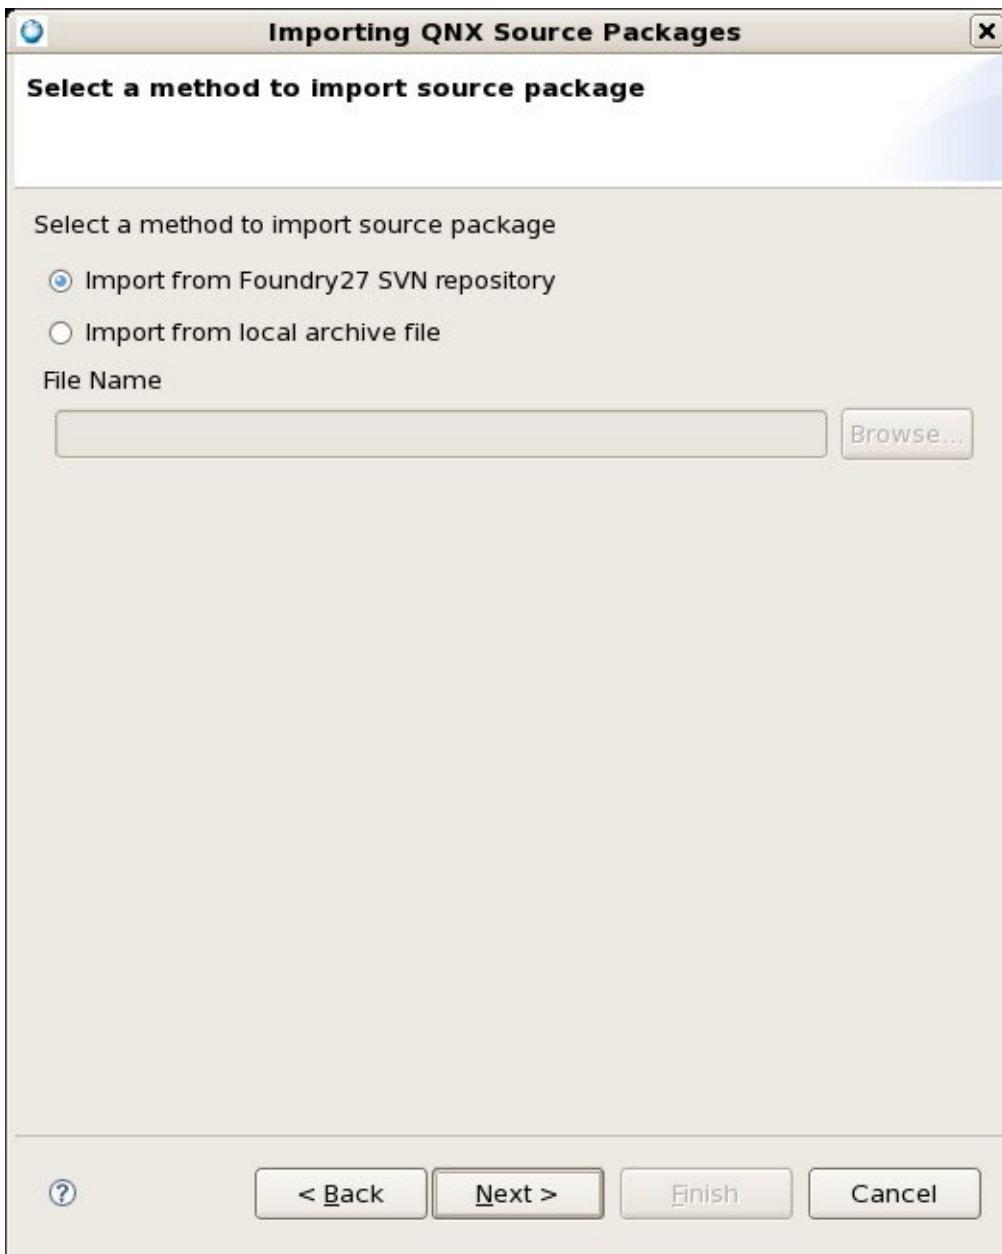 Importing QNX Source Packages
Select a method to import source package
Select a method to import source package
Import from Foundry27 SVN repository
Import from local archive file
File Name
Browse...
< Back Next > Finish Cancel